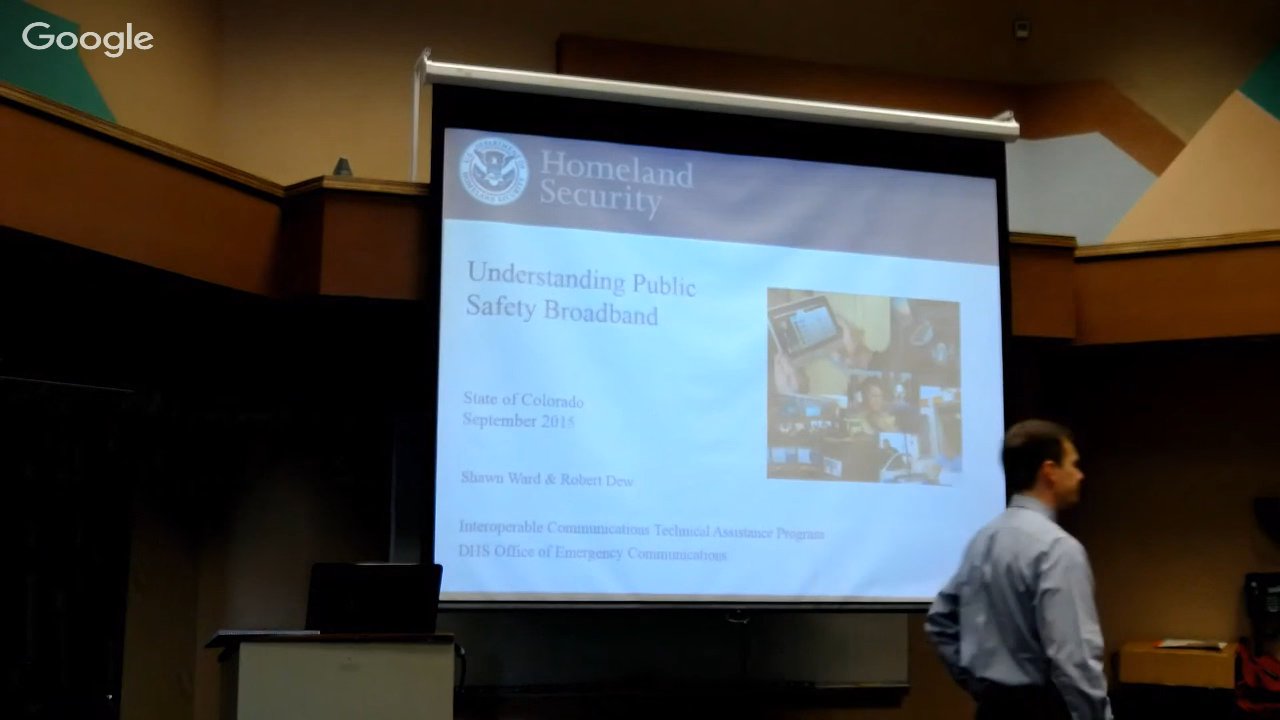 Google
Homeland
Security
Understanding Public
Safety Broadband
State of Colorado
September 2015
Shawn Ward & Robert Dew
Interoperable Communications Technical Assistance Program
DHS Office of Emergency Communications